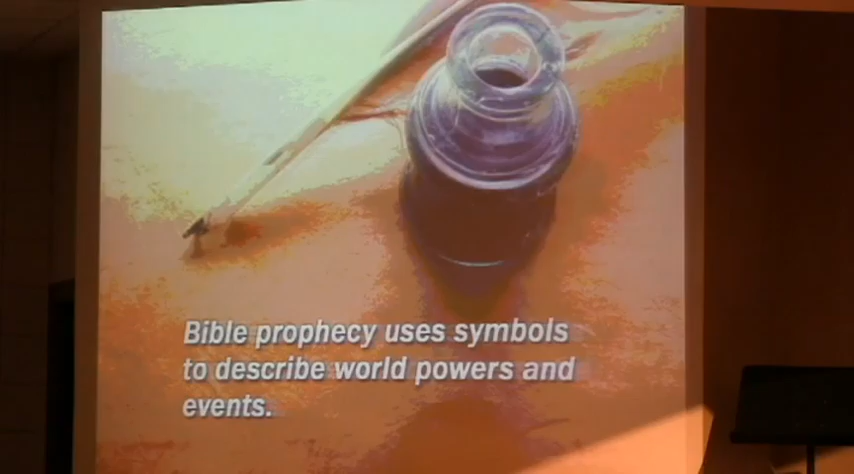 Bible prophecy uses symbols
to describe world powers and
events.